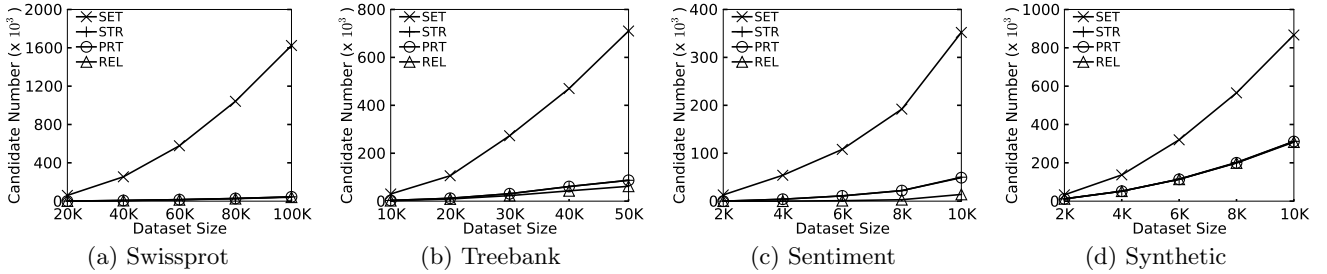 Candidate Number (x 10³ )
2000
1600
1200
800
400
0
SET
STR
PRT
REL
20K 40K 60K 80K 100K
Dataset Size
(a) Swissprot
Candidate Number (x 10³ )
800
600
400
200
0
SET
STR
PRT
REL
10K 20K 30K 40K 50K
Dataset Size
(b) Treebank
Candidate Number (x 10³ )
400
300
200
100
0
SET
STR
PRT
REL
2K 4K 6K 8K 10K
Dataset Size
(c) Sentiment
Candidate Number (x 10³ )
1000
800
600
400
200
0
SET
STR
PRT
REL
2K 4K 6K 8K 10K
Dataset Size
(d) Synthetic